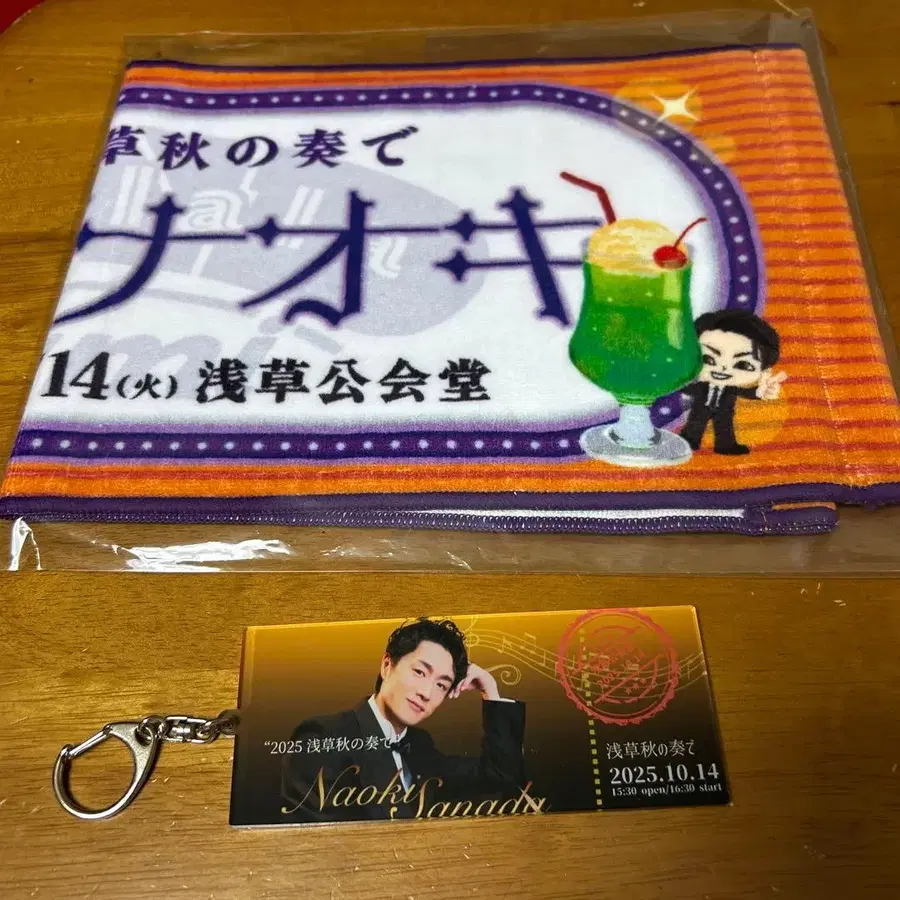 草秋の奏で
ナオキ
14(火) 浅草公会堂
“2025 浅草秋の奏で
Naoki Sanada
浅草秋の奏で
2025.10.14
15:30 open/16:30 start